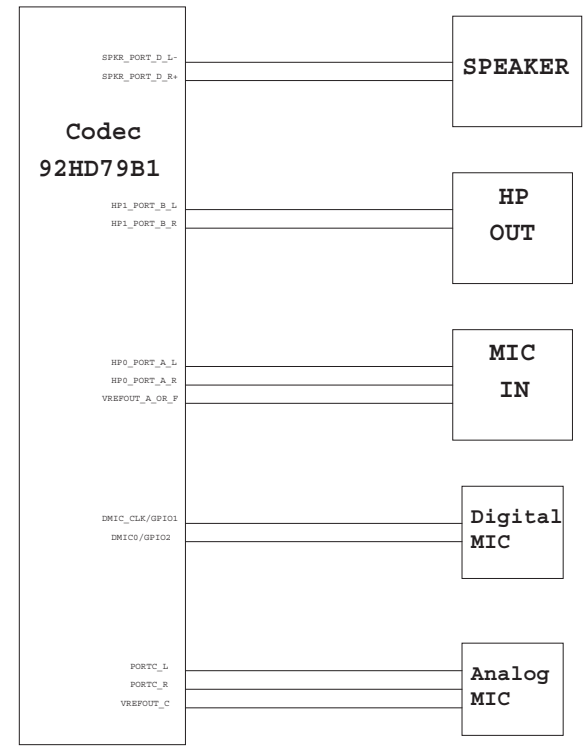 SPKR_PORT_D_L-
SPKR_PORT_D_R+
SPEAKER
Codec
92HD79B1
HP1_PORT_B_L
HP1_PORT_B_R
HP
OUT
HP0_PORT_A_L
HP0_PORT_A_R
VREFOUT_A_OR_F
MIC
IN
DMIC_CLK/GPIO1
DMIC0/GPIO2
Digital
MIC
PORTC_L
PORTC_R
VREFOUT_C
Analog
MIC